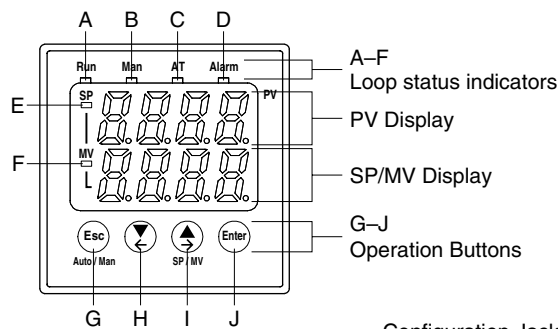 A B C D
Run Man AT Alarm
A–F
Loop status indicators
E SP PV
PV Display
F MV
SP/MV Display
Esc Enter
G–J
Operation Buttons
Auto / Man SP / MV
G H I J